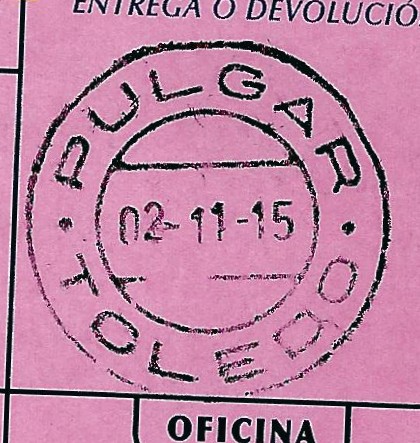 ENTREGA O DEVOLUCIÓ
PULGAR
02-11-15
TOLEDO
OFICINA